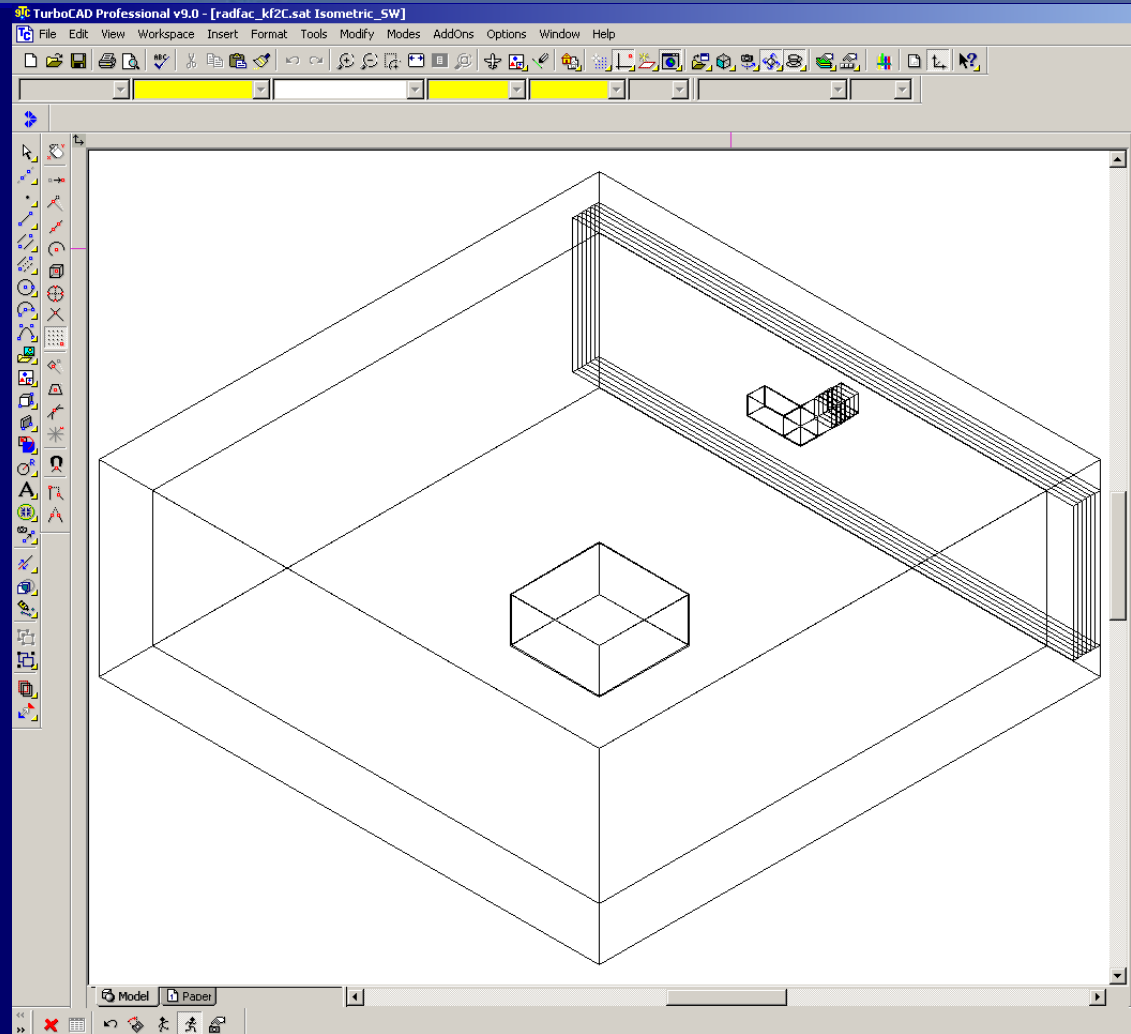 TurboCAD Professional v9.0 - [radfac_kf2C.sat Isometric_SW]
File Edit View Workspace Insert Format Tools Modify Modes AddOns Options Window Help
Model Paper